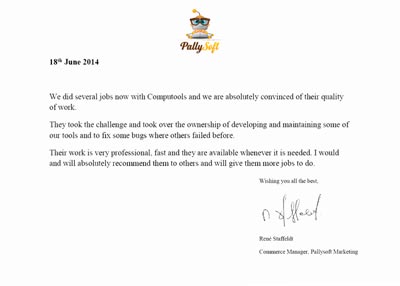 PallySoft
18th June 2014
We did several jobs now with Computools and we are absolutely convinced of their quality
of work.
They took the challenge and took over the ownership of developing and maintaining some of
our tools and to fix some bugs where others failed before.
Their work is very professional, fast and they are available whenever it is needed. I would
and will absolutely recommend them to others and will give them more jobs to do.
Wishing you all the best,
René Staffeldt
Commerce Manager, Pallysoft Marketing